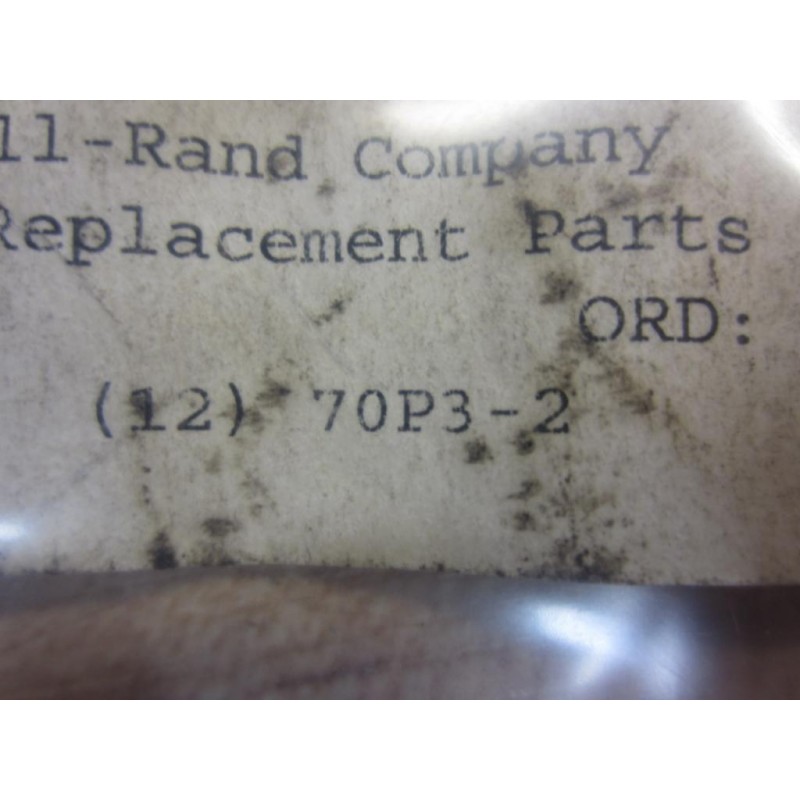 ll-Rand Company
Replacement Parts
ORD:
(12) 70P3-2